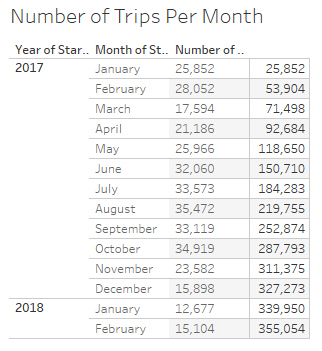 Number of Trips Per Month
Year of Star.. Month of St.. Number of ..
2017 January 25,852 25,852
February 28,052 53,904
March 17,594 71,498
April 21,186 92,684
May 25,966 118,650
June 32,060 150,710
July 33,573 184,283
August 35,472 219,755
September 33,119 252,874
October 34,919 287,793
November 23,582 311,375
December 15,898 327,273
2018 January 12,677 339,950
February 15,104 355,054